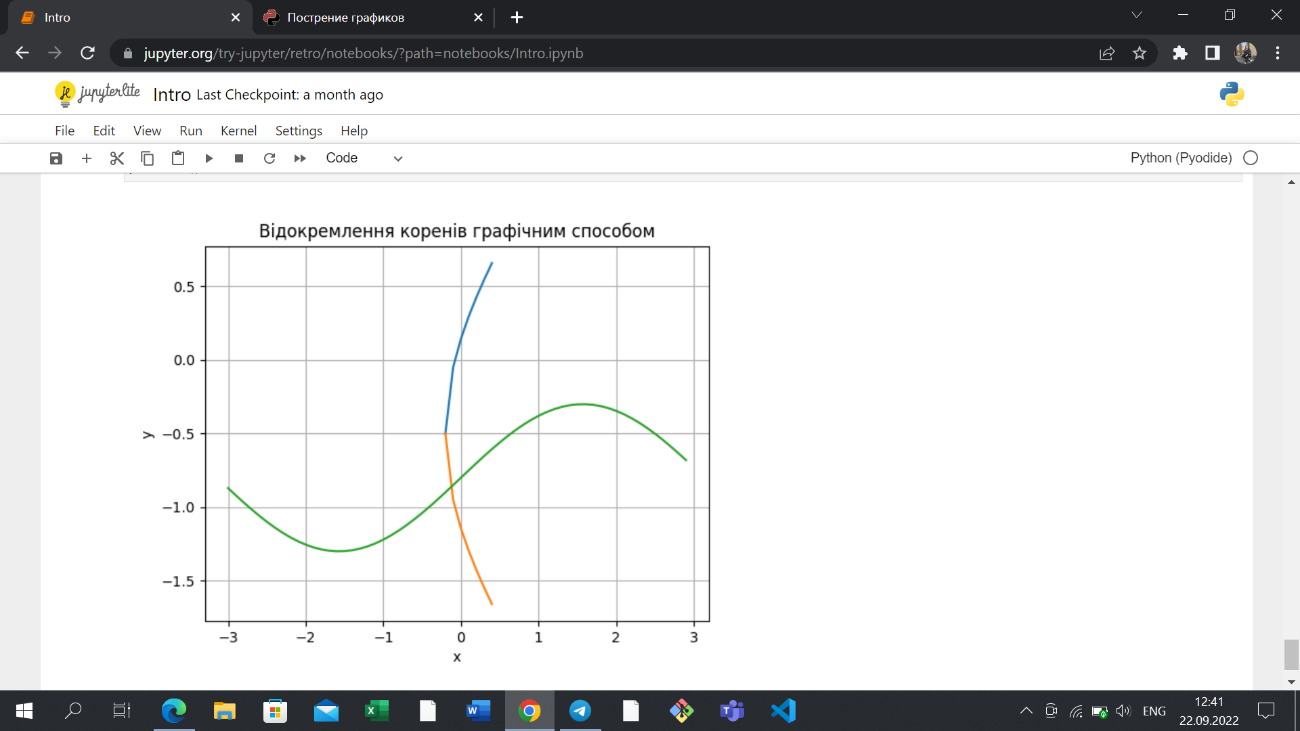 Intro
Пострение графиков
jupyter.org/try-jupyter/retro/notebooks/?path=notebooks/Intro.ipynb
jupyterlite Intro Last Checkpoint: a month ago
File Edit View Run Kernel Settings Help
Code Python (Pyodide)
Відокремлення коренів графічним способом
0.5
0.0
−0.5
y
−1.0
−1.5
−3 −2 −1 0 1 2 3
x
ENG
12:41
22.09.2022